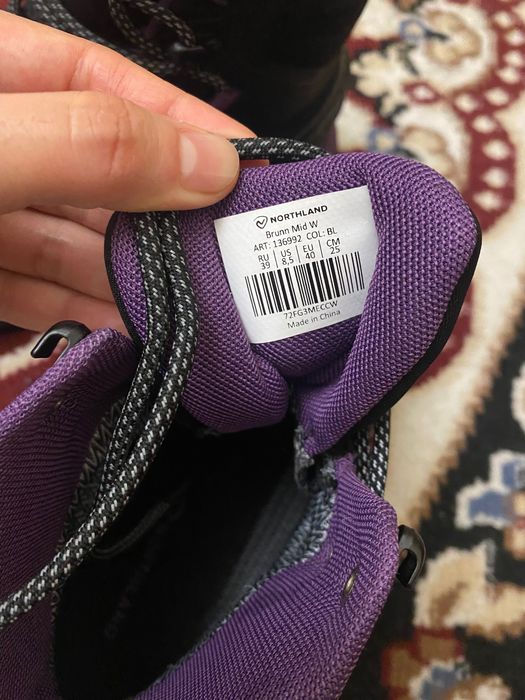 NORTHLAND
Brunn Mid W
ART: 136992 COL: BL
RU US EU CM
39 8,5 40 25
72FG3MECCW
Made in China